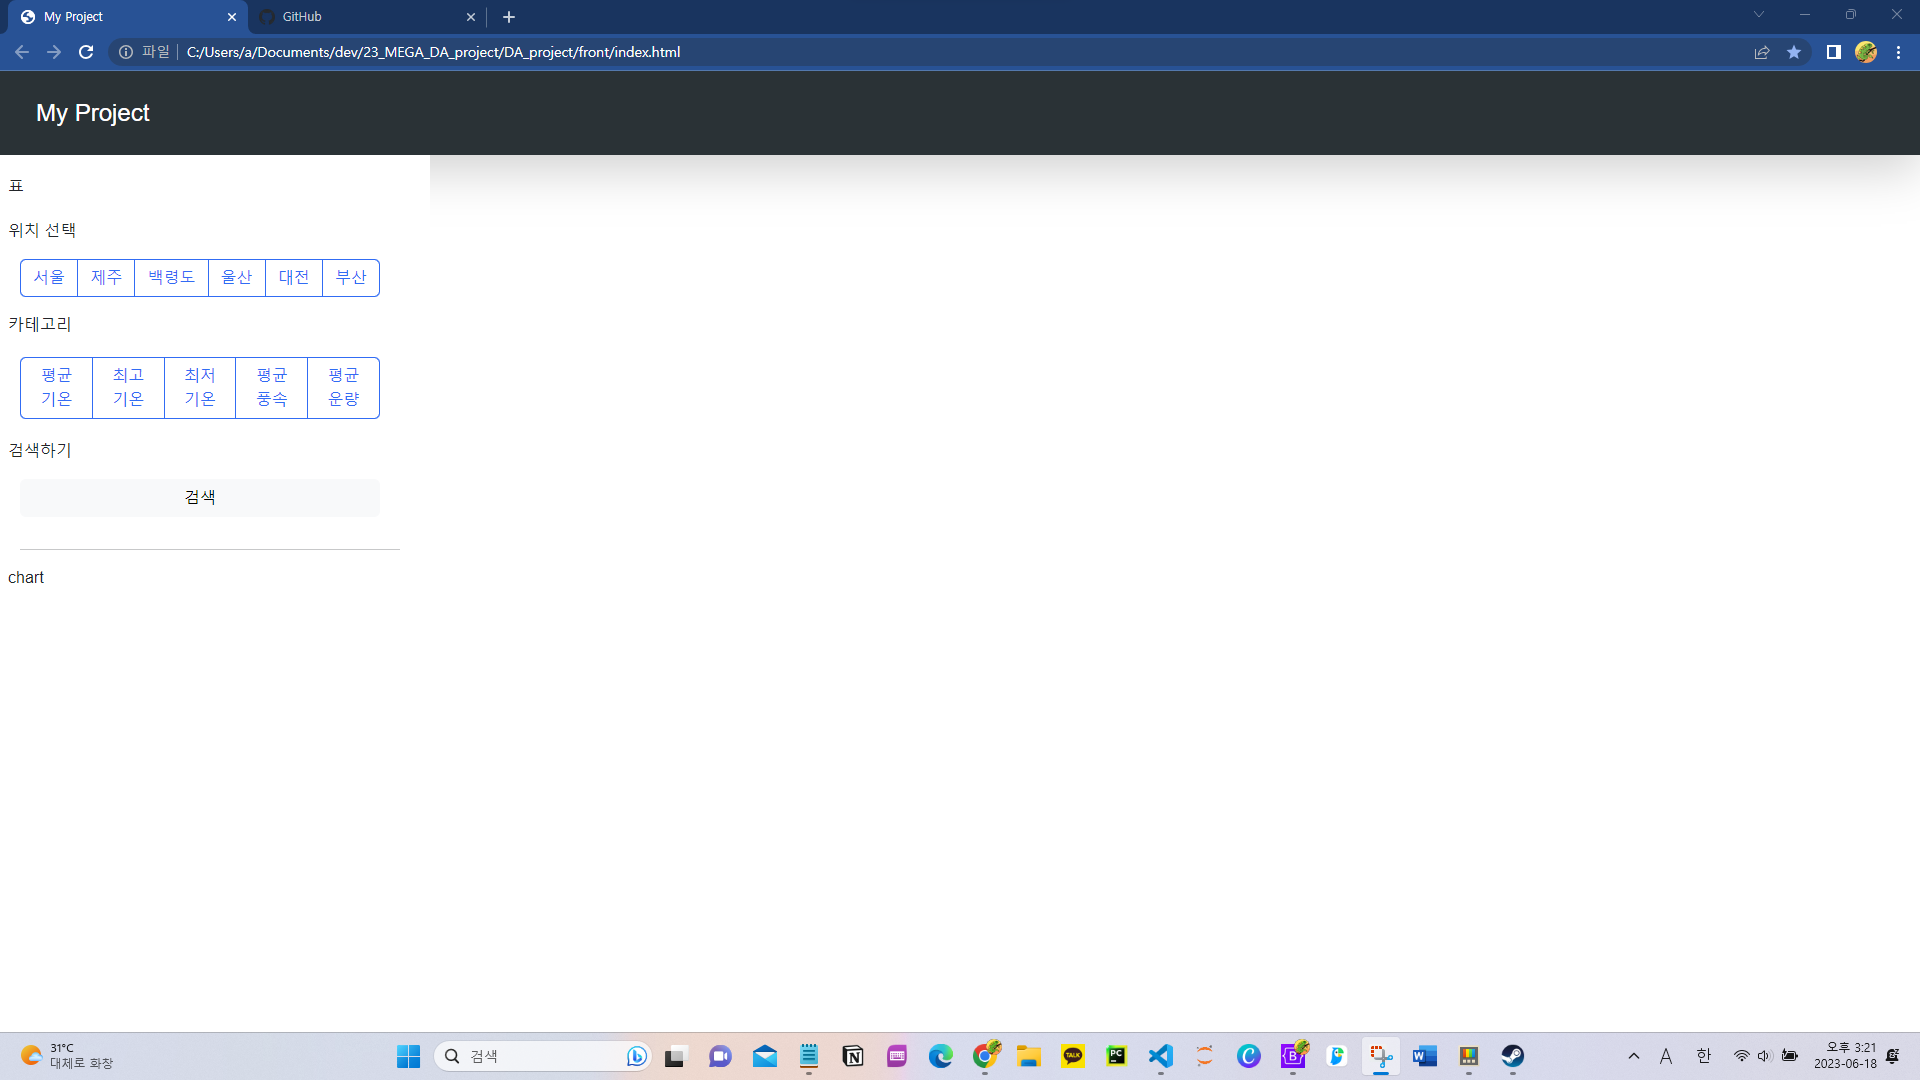 My Project
GitHub
파일
C:/Users/a/Documents/dev/23_MEGA_DA_project/DA_project/front/index.html
My Project
표
위치 선택
서울 제주 백령도 울산 대전 부산
카테고리
평균 최고 최저 평균 평균
기온 기온 기온 풍속 운량
검색하기
검색
chart
31°C
대체로 화창
검색
TALK
PC
A
한
오후 3:21
2023-06-18